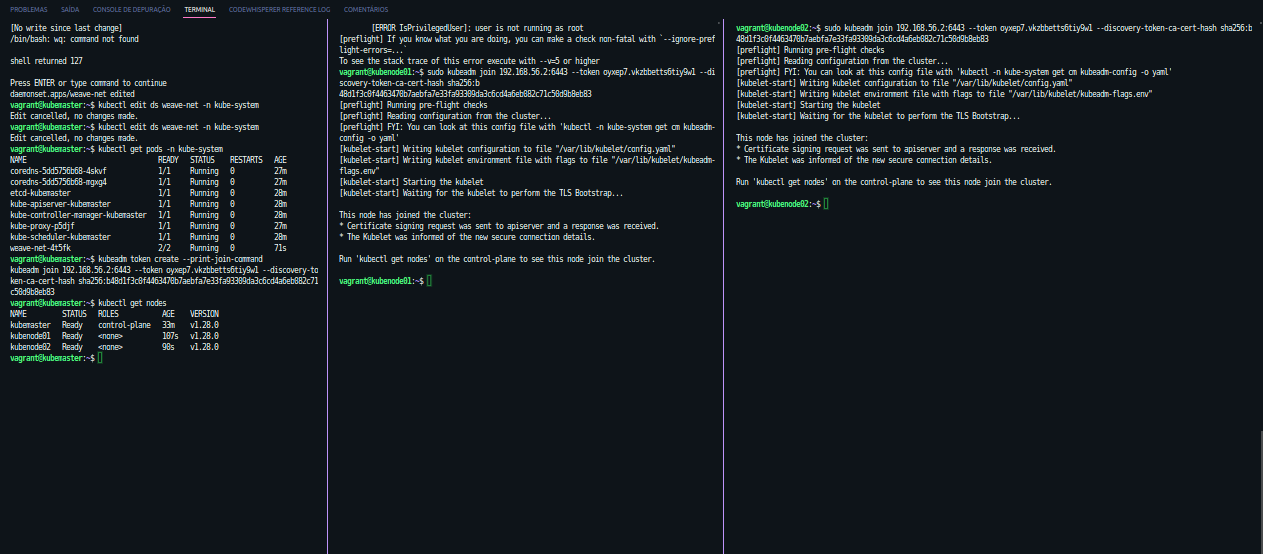 PROBLEMAS SAÍDA CONSOLE DE DEPURAÇÃO TERMINAL CODEWHISPERER REFERENCE LOG COMENTÁRIOS
[No write since last change]
/bin/bash: wq: command not found
shell returned 127
Press ENTER or type command to continue
daemonset.apps/weave-net edited
vagrant@kubemaster:~$ kubectl edit ds weave-net -n kube-system
Edit cancelled, no changes made.
vagrant@kubemaster:~$ kubectl edit ds weave-net -n kube-system
Edit cancelled, no changes made.
vagrant@kubemaster:~$ kubectl get pods -n kube-system
NAME READY STATUS RESTARTS AGE
coredns-5dd5756b68-4skvf 1/1 Running 0 27m
coredns-5dd5756b68-mgxg4 1/1 Running 0 27m
etcd-kubemaster 1/1 Running 0 28m
kube-apiserver-kubemaster 1/1 Running 0 28m
kube-controller-manager-kubemaster 1/1 Running 0 28m
kube-proxy-p5djf 1/1 Running 0 27m
kube-scheduler-kubemaster 1/1 Running 0 28m
weave-net-4t5fk 2/2 Running 0 71s
vagrant@kubemaster:~$ kubeadm token create --print-join-command
kubeadm join 192.168.56.2:6443 --token oyxep7.vkzbbetts6tiy9w1 --discovery-to
ken-ca-cert-hash sha256:b48d1f3c0f4463470b7aebfa7e33fa93309da3c6cd4a6eb082c71
c50d9b8eb83
vagrant@kubemaster:~$ kubectl get nodes
NAME STATUS ROLES AGE VERSION
kubemaster Ready control-plane 33m v1.28.0
kubenode01 Ready <none> 107s v1.28.0
kubenode02 Ready <none> 90s v1.28.0
vagrant@kubemaster:~$
[ERROR IsPrivilegedUser]: user is not running as root
[preflight] If you know what you are doing, you can make a check non-fatal with `--ignore-pref
light-errors=...`
To see the stack trace of this error execute with --v=5 or higher
vagrant@kubenode01:~$ sudo kubeadm join 192.168.56.2:6443 --token oyxep7.vkzbbetts6tiy9w1 --di
scovery-token-ca-cert-hash sha256:b
48d1f3c0f4463470b7aebfa7e33fa93309da3c6cd4a6eb082c71c50d9b8eb83
[preflight] Running pre-flight checks
[preflight] Reading configuration from the cluster...
[preflight] FYI: You can look at this config file with 'kubectl -n kube-system get cm kubeadm-
config -o yaml'
[kubelet-start] Writing kubelet configuration to file "/var/lib/kubelet/config.yaml"
[kubelet-start] Writing kubelet environment file with flags to file "/var/lib/kubelet/kubeadm-
flags.env"
[kubelet-start] Starting the kubelet
[kubelet-start] Waiting for the kubelet to perform the TLS Bootstrap...
This node has joined the cluster:
* Certificate signing request was sent to apiserver and a response was received.
* The Kubelet was informed of the new secure connection details.
Run 'kubectl get nodes' on the control-plane to see this node join the cluster.
vagrant@kubenode01:~$
vagrant@kubenode02:~$ sudo kubeadm join 192.168.56.2:6443 --token oyxep7.vkzbbetts6tiy9w1 --discovery-token-ca-cert-hash sha256:b
48d1f3c0f4463470b7aebfa7e33fa93309da3c6cd4a6eb082c71c50d9b8eb83
[preflight] Running pre-flight checks
[preflight] Reading configuration from the cluster...
[preflight] FYI: You can look at this config file with 'kubectl -n kube-system get cm kubeadm-config -o yaml'
[kubelet-start] Writing kubelet configuration to file "/var/lib/kubelet/config.yaml"
[kubelet-start] Writing kubelet environment file with flags to file "/var/lib/kubelet/kubeadm-flags.env"
[kubelet-start] Starting the kubelet
[kubelet-start] Waiting for the kubelet to perform the TLS Bootstrap...
This node has joined the cluster:
* Certificate signing request was sent to apiserver and a response was received.
* The Kubelet was informed of the new secure connection details.
Run 'kubectl get nodes' on the control-plane to see this node join the cluster.
vagrant@kubenode02:~$